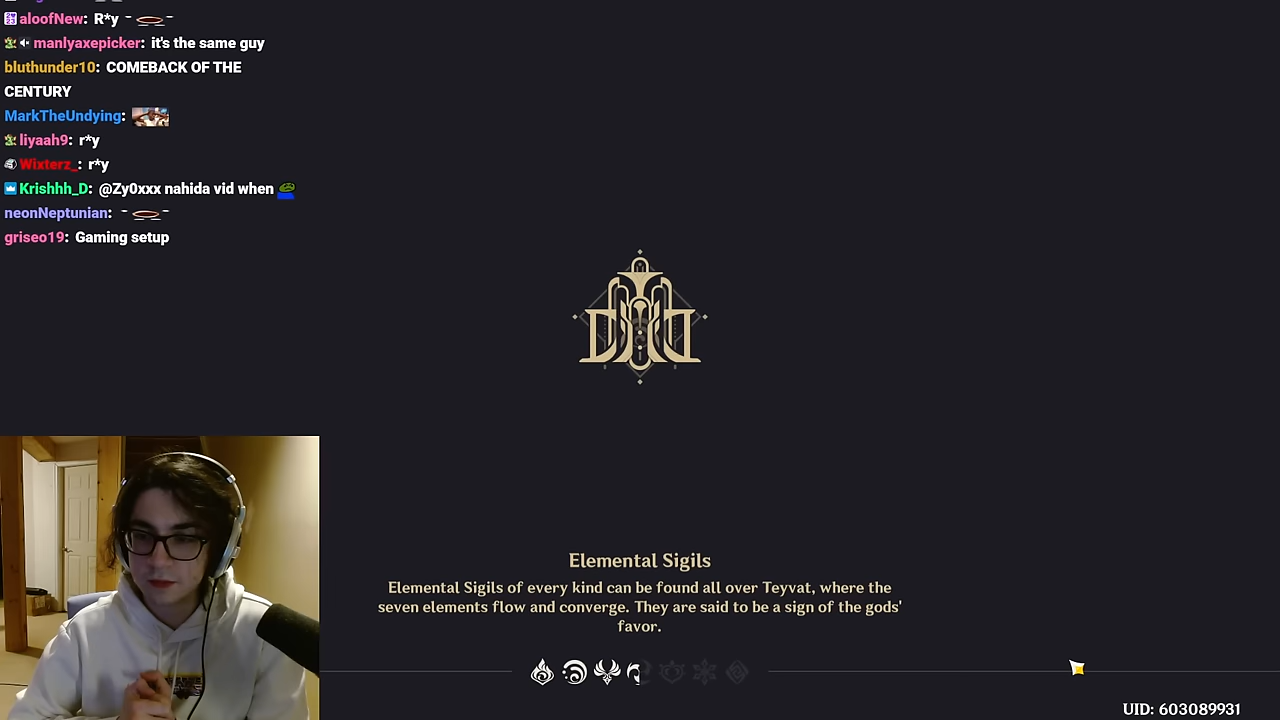 aloofNew: R*y
manlyaxepicker: it's the same guy
bluthunder10: COMEBACK OF THE
CENTURY
MarkTheUndying:
liyaah9: r*y
Wixterz_: r*y
Krishhh_D: @Zy0xxx nahida vid when
neonNeptunian:
griseo19: Gaming setup
Elemental Sigils
Elemental Sigils of every kind can be found all over Teyvat, where the
seven elements flow and converge. They are said to be a sign of the gods'
favor.
UID: 603089931